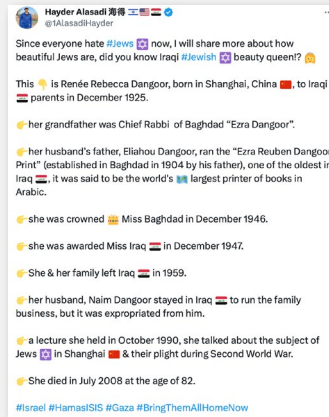 Hayder Alasadi 海得
@1AlasadiHayder
Since everyone hate #Jews now, I will share more about how
beautiful Jews are, did you know Iraqi #Jewish beauty queen!?
This is Renée Rebecca Dangoor, born in Shanghai, China, to Iraqi
parents in December 1925.
her grandfather was Chief Rabbi of Baghdad "Ezra Dangoor".
her husband's father, Eliahou Dangoor, ran the "Ezra Reuben Dangoor
Print" (established in Baghdad in 1904 by his father), one of the oldest in
Iraq, it was said to be the world's largest printer of books in
Arabic.
she was crowned Miss Baghdad in December 1946.
she was awarded Miss Iraq in December 1947.
She & her family left Iraq in 1959.
her husband, Naim Dangoor stayed in Iraq to run the family
business, but it was expropriated from him.
a lecture she held in October 1990, she talked about the subject of
Jews in Shanghai & their plight during Second World War.
She died in July 2008 at the age of 82.
#Israel #HamasISIS #Gaza #BringThemAllHomeNow